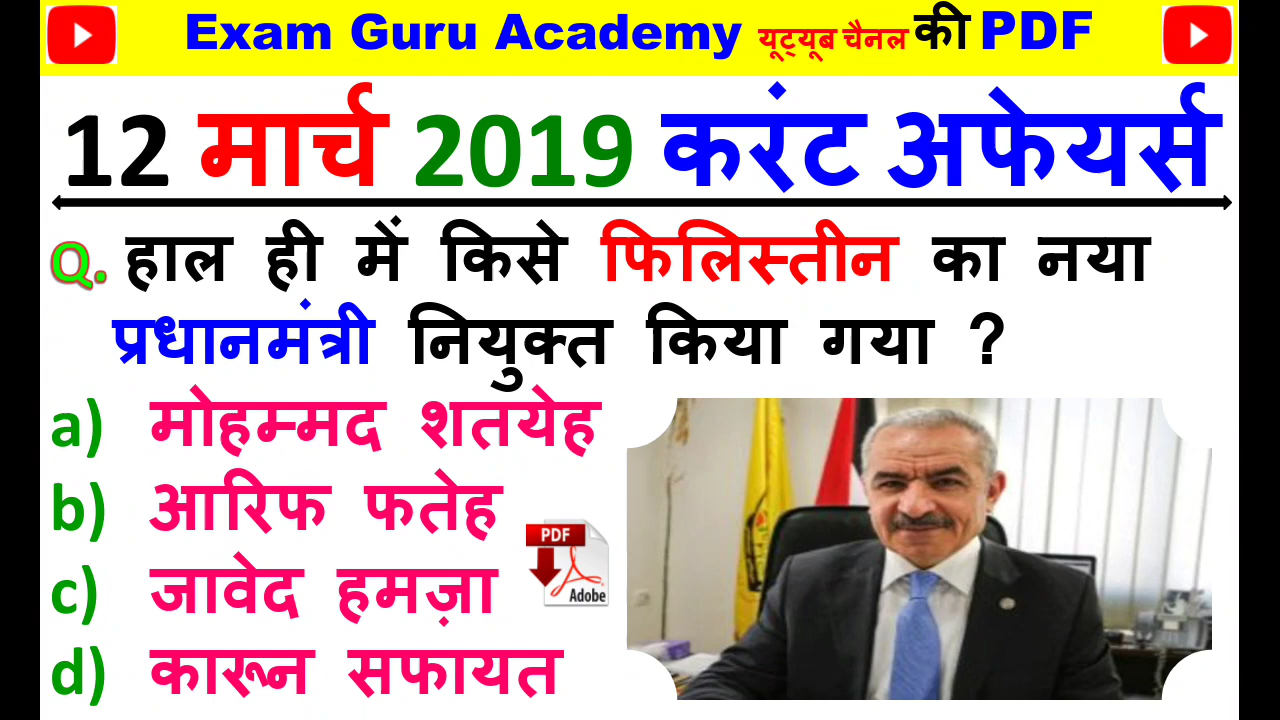 Exam Guru Academy यूट्यूब चैनल की PDF
12 मार्च 2019 करंट अफेयर्स
Q. हाल ही में किसे फिलिस्तीन का नया
प्रधानमंत्री नियुक्त किया गया ?
a) मोहम्मद शतयेह
b) आरिफ फतेह
PDF
Adobe
c) जावेद हमज़ा
d) कारून सफायत